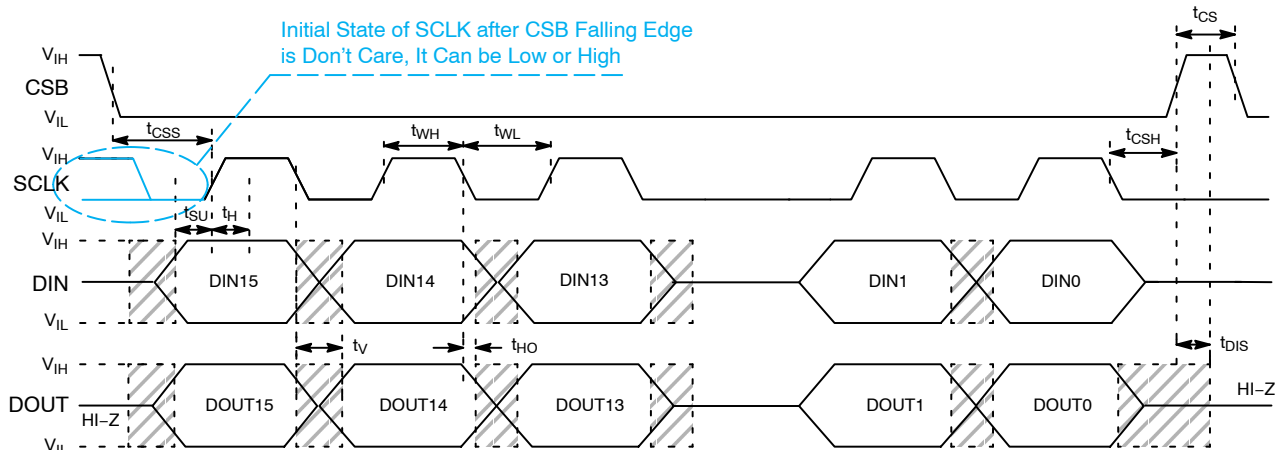 Initial State of SCLK after CSB Falling Edge
is Don't Care, It Can be Low or High
tCS
VIH
CSB
VIL
tCSS
tWH
tWL
tCSH
VIH
SCLK
VIL
tSU
tH
VIH
DIN
VIL
DIN15
DIN14
DIN13
DIN1
DIN0
tV
tHO
tDIS
VIH
DOUT
HI–Z
VIL
DOUT15
DOUT14
DOUT13
DOUT1
DOUT0
HI–Z